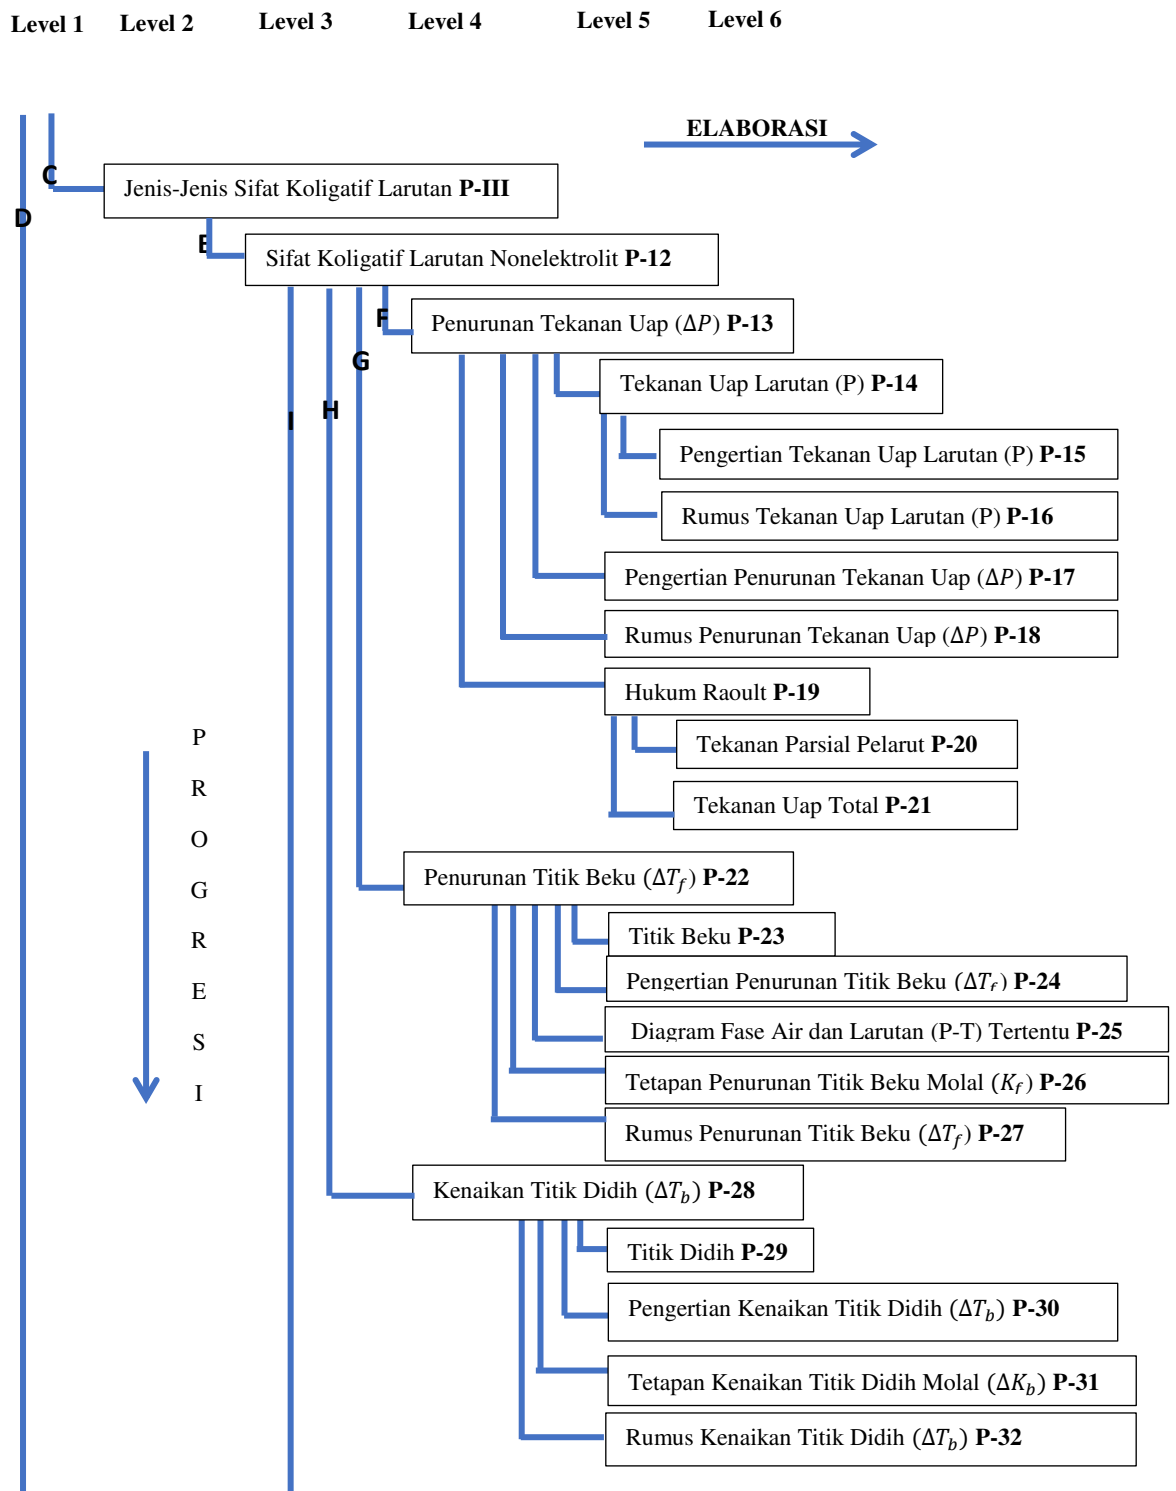 Level 1 Level 2 Level 3 Level 4 Level 5 Level 6
ELABORASI
C
Jenis-Jenis Sifat Koligatif Larutan P-III
D
E
Sifat Koligatif Larutan Nonelektrolit P-12
F
Penurunan Tekanan Uap (Δ𝑃) P-13
G
Tekanan Uap Larutan (P) P-14
H
I
Pengertian Tekanan Uap Larutan (P) P-15
Rumus Tekanan Uap Larutan (P) P-16
Pengertian Penurunan Tekanan Uap (Δ𝑃) P-17
Rumus Penurunan Tekanan Uap (Δ𝑃) P-18
Hukum Raoult P-19
Tekanan Parsial Pelarut P-20
Tekanan Uap Total P-21
P
R
O
G
R
E
S
I
Penurunan Titik Beku (Δ𝑇𝑓) P-22
Titik Beku P-23
Pengertian Penurunan Titik Beku (Δ𝑇𝑓) P-24
Diagram Fase Air dan Larutan (P-T) Tertentu P-25
Tetapan Penurunan Titik Beku Molal (𝐾𝑓) P-26
Rumus Penurunan Titik Beku (Δ𝑇𝑓) P-27
Kenaikan Titik Didih (Δ𝑇𝑏) P-28
Titik Didih P-29
Pengertian Kenaikan Titik Didih (Δ𝑇𝑏) P-30
Tetapan Kenaikan Titik Didih Molal (Δ𝐾𝑏) P-31
Rumus Kenaikan Titik Didih (Δ𝑇𝑏) P-32